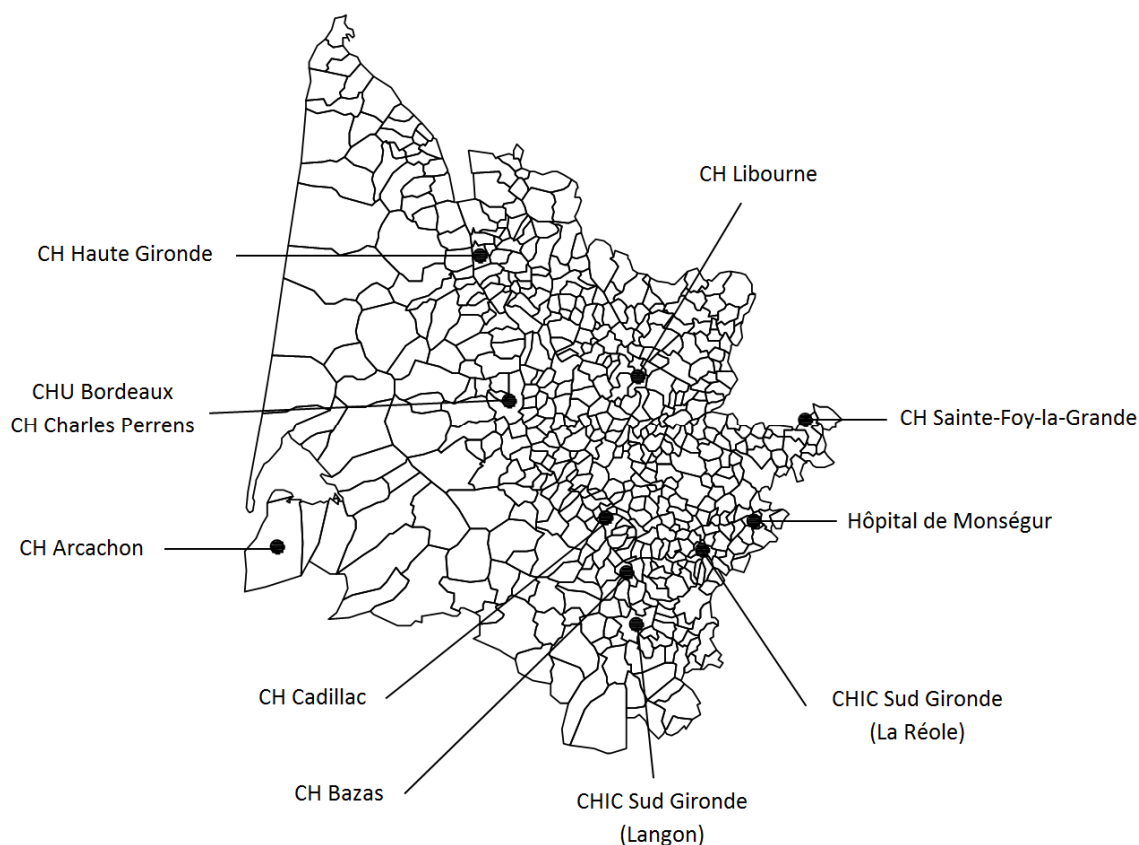 CH Libourne
CH Haute Gironde
CHU Bordeaux
CH Charles Perrens
CH Sainte-Foy-la-Grande
Hôpital de Monségur
CH Arcachon
CH Cadillac
CHIC Sud Gironde
(La Réole)
CH Bazas
CHIC Sud Gironde
(Langon)